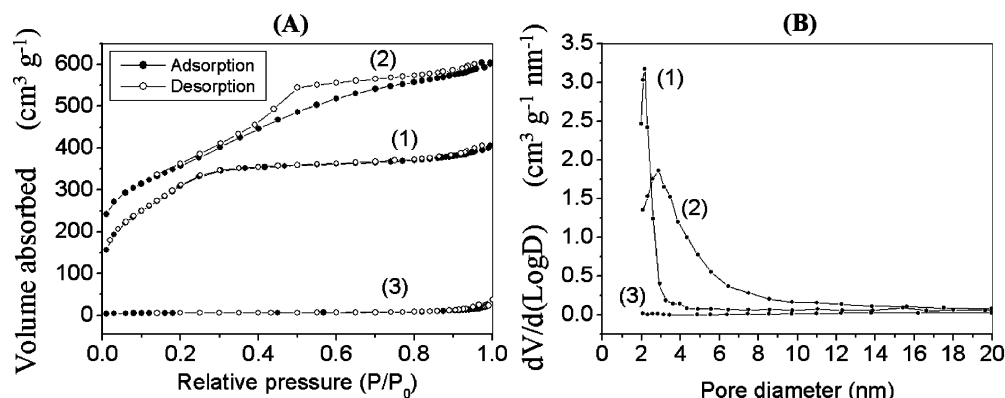 (A)
Volume absorbed (cm³ g⁻¹)
600
500
400
300
200
100
0
Adsorption
Desorption
(2)
(1)
(3)
0.0 0.2 0.4 0.6 0.8 1.0
Relative pressure (P/P₀)
(B)
dV/d(LogD) (cm³ g⁻¹ nm⁻¹)
3.5
3.0
2.5
2.0
1.5
1.0
0.5
0.0
(1)
(2)
(3)
0 2 4 6 8 10 12 14 16 18 20
Pore diameter (nm)